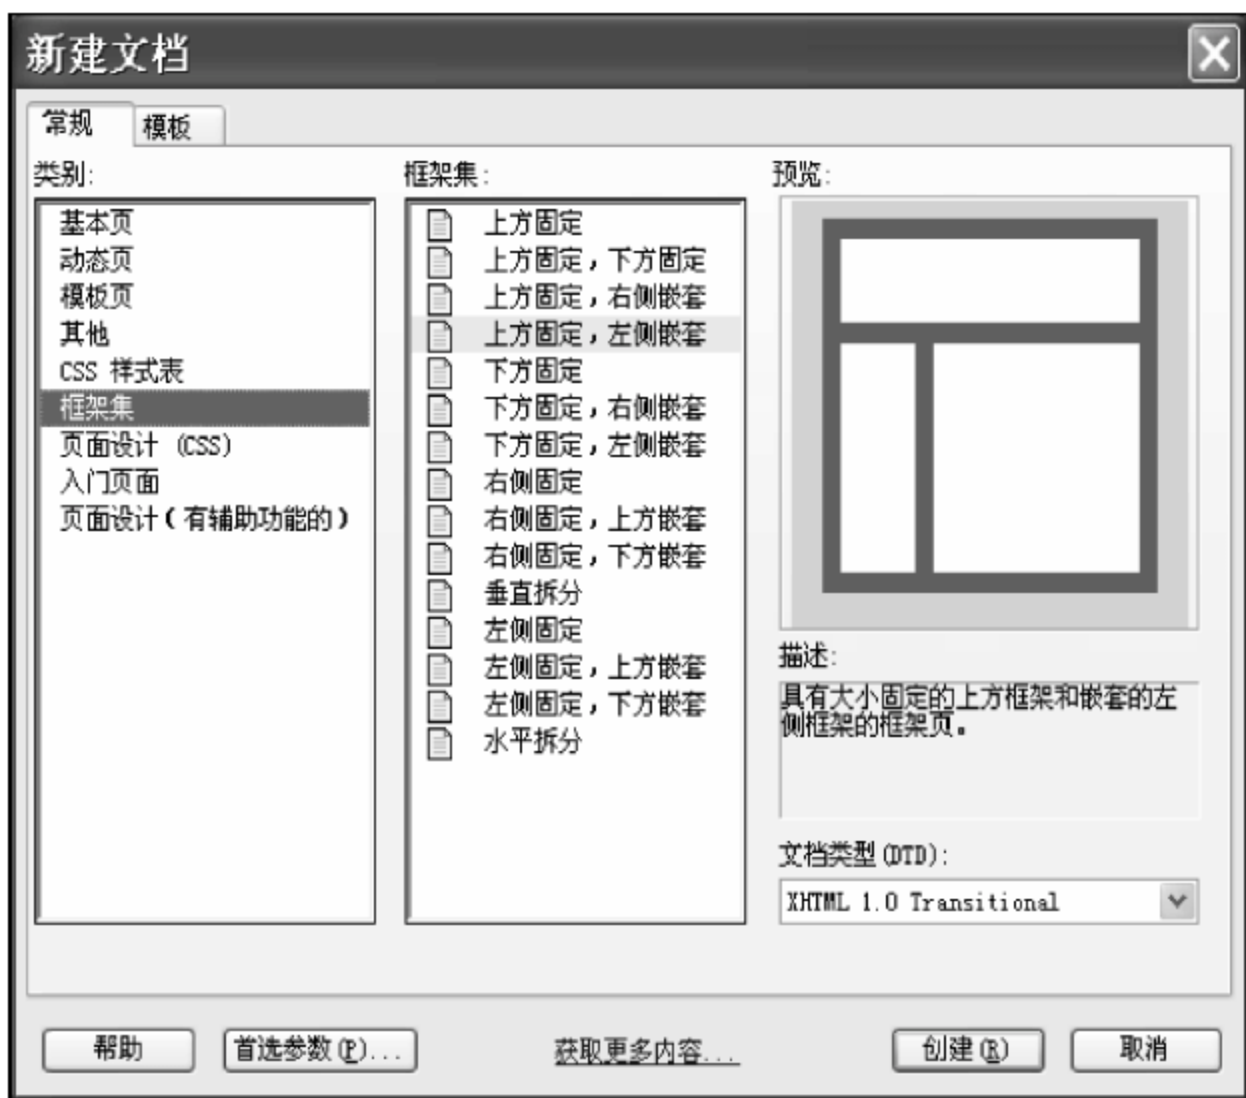 新建文档
常规
模板
类别:
基本页
动态页
模板页
其他
CSS 样式表
框架集
页面设计 (CSS)
入门页面
页面设计(有辅助功能的)
框架集:
上方固定
上方固定,下方固定
上方固定,右侧嵌套
上方固定,左侧嵌套
下方固定
下方固定,右侧嵌套
下方固定,左侧嵌套
右侧固定
右侧固定,上方嵌套
右侧固定,下方嵌套
垂直拆分
左侧固定
左侧固定,上方嵌套
左侧固定,下方嵌套
水平拆分
预览:
描述:
具有大小固定的上方框架和嵌套的左
侧框架的框架页。
文档类型(DTD):
XHTML 1.0 Transitional
帮助
首选参数(P)...
获取更多内容...
创建(R)
取消